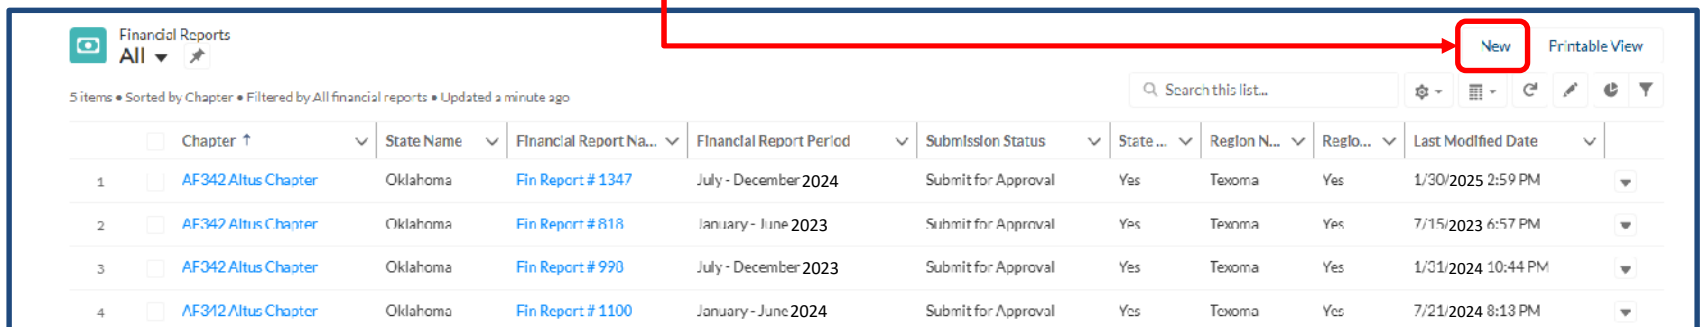 Financial Reports
All
New
Printable View
5 items • Sorted by Chapter • Filtered by All financial reports • Updated a minute ago
Search this list...
Chapter ↑ State Name Financial Report Na... Financial Report Period Submission Status State ... Region N... Regio... Last Modified Date
1 AF342 Altus Chapter Oklahoma Fin Report # 1347 July - December 2024 Submit for Approval Yes Texoma Yes 1/30/2025 2:59 PM
2 AF342 Altus Chapter Oklahoma Fin Report # 818 January - June 2023 Submit for Approval Yes Texoma Yes 7/15/2023 6:57 PM
3 AF342 Altus Chapter Oklahoma Fin Report # 990 July - December 2023 Submit for Approval Yes Texoma Yes 1/31/2024 10:44 PM
4 AF342 Altus Chapter Oklahoma Fin Report # 1100 January - June 2024 Submit for Approval Yes Texoma Yes 7/21/2024 8:13 PM